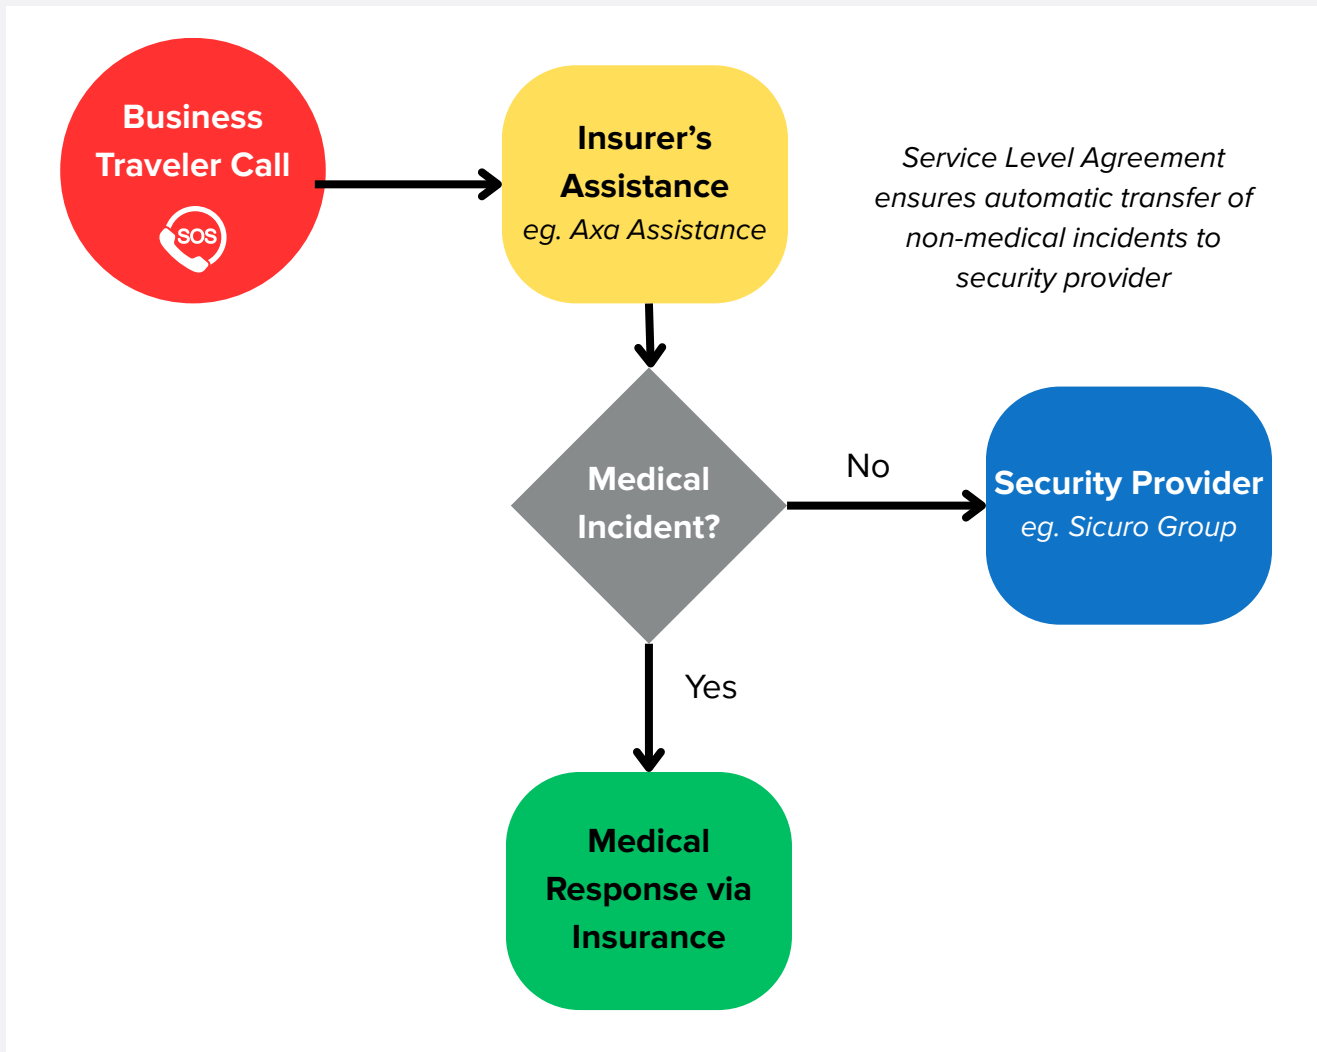 Business
Traveler Call
SOS
Insurer’s
Assistance
eg. Axa Assistance
Service Level Agreement
ensures automatic transfer of
non-medical incidents to
security provider
Medical
Incident?
No
Security Provider
eg. Sicuro Group
Yes
Medical
Response via
Insurance